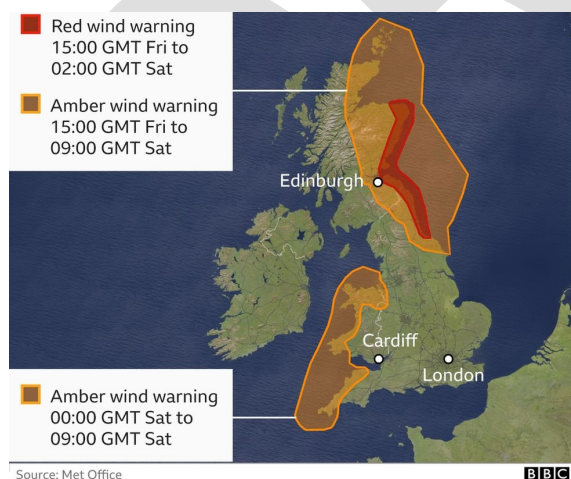 Red wind warning
15:00 GMT Fri to
02:00 GMT Sat
Amber wind warning
15:00 GMT Fri to
09:00 GMT Sat
Edinburgh
Cardiff
London
Amber wind warning
00:00 GMT Sat to
09:00 GMT Sat
Source: Met Office
BBC